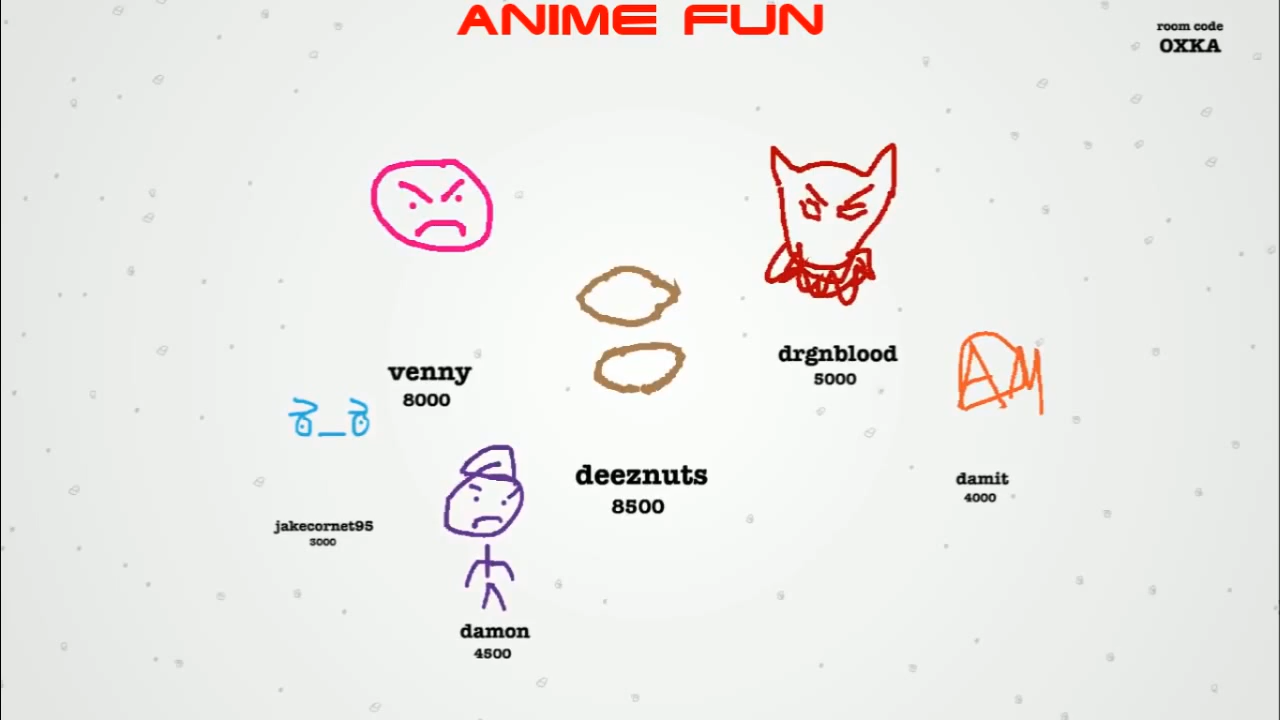 ANIME FUN
room code
OXKA
venny
8000
drgnblood
5000
AM
deeznuts
8500
damit
4000
jakecornet95
3000
damon
4500